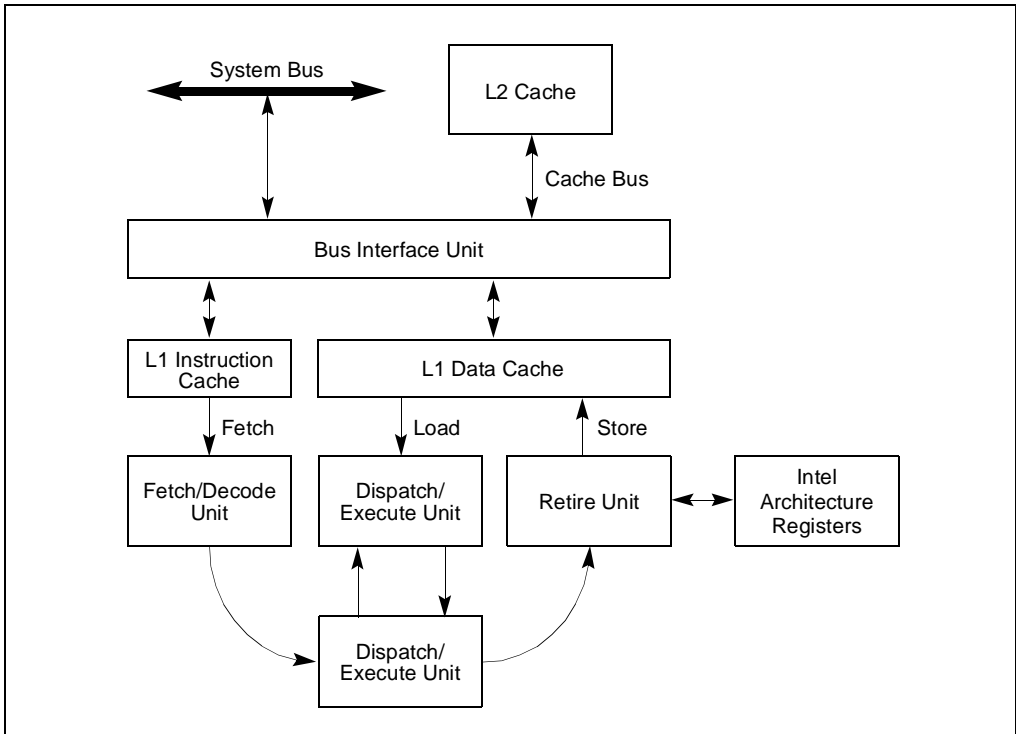 System Bus
L2 Cache
Cache Bus
Bus Interface Unit
L1 Instruction
Cache
L1 Data Cache
Fetch
Load
Store
Fetch/Decode
Unit
Dispatch/
Execute Unit
Retire Unit
Intel
Architecture
Registers
Dispatch/
Execute Unit